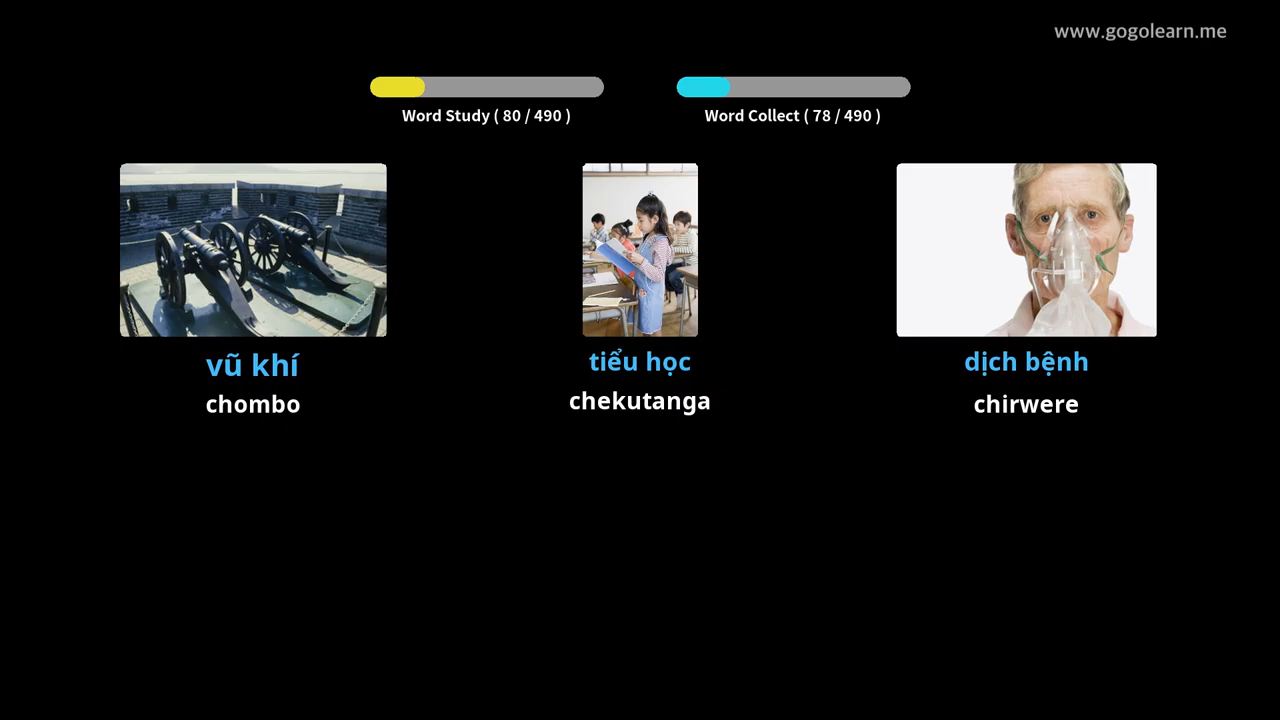 www.gogolearn.me
Word Study ( 80 / 490 )
Word Collect ( 78 / 490 )
vũ khí
chombo
tiểu học
chekutanga
dịch bệnh
chirwere